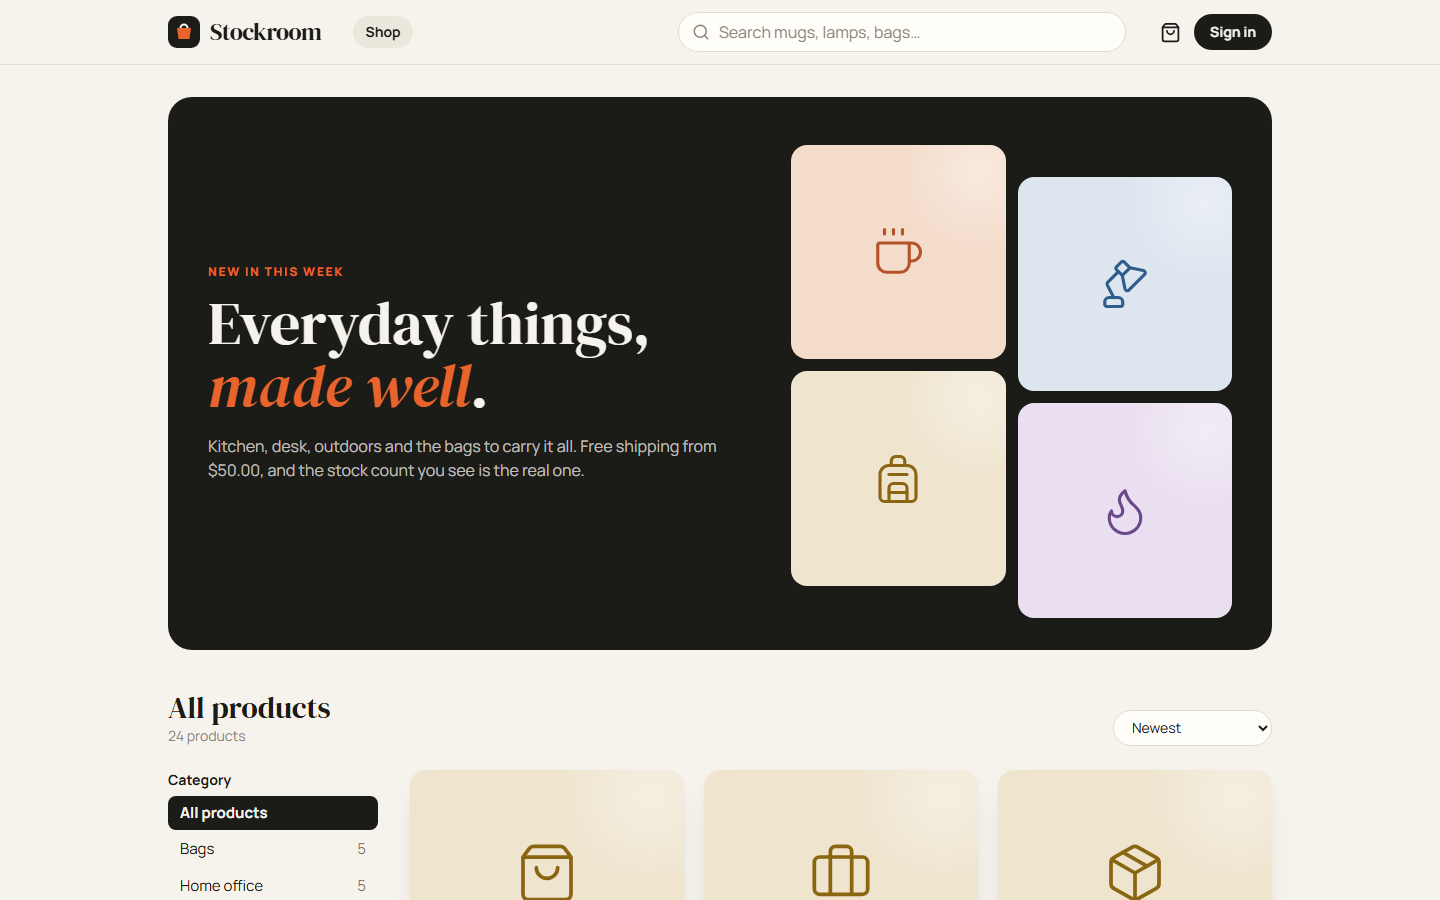 Stockroom
Shop
Search mugs, lamps, bags...
Sign in
NEW IN THIS WEEK
Everyday things,
made well.
Kitchen, desk, outdoors and the bags to carry it all. Free shipping from
$50.00, and the stock count you see is the real one.
All products
24 products
Newest
Category
All products
Bags 5
Home office 5